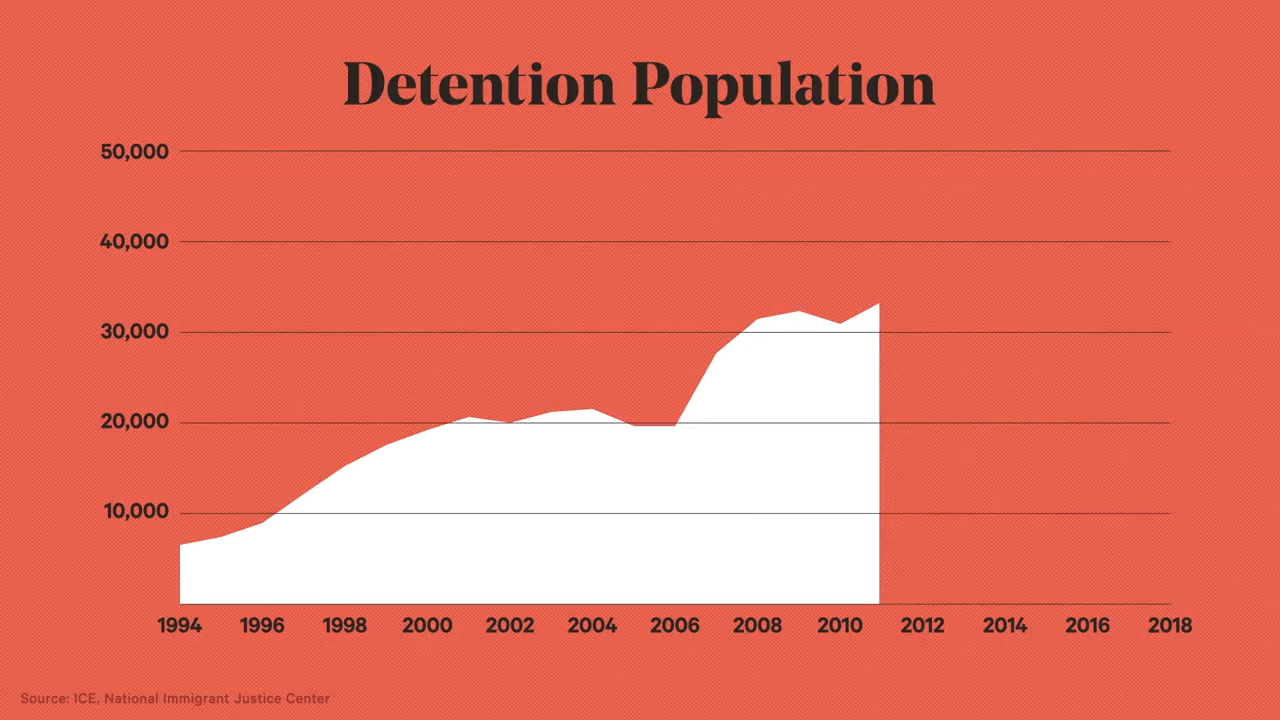 Detention Population
50,000
40,000
30,000
20,000
10,000
1994 1996 1998 2000 2002 2004 2006 2008 2010 2012 2014 2016 2018
Source: ICE, National Immigrant Justice Center